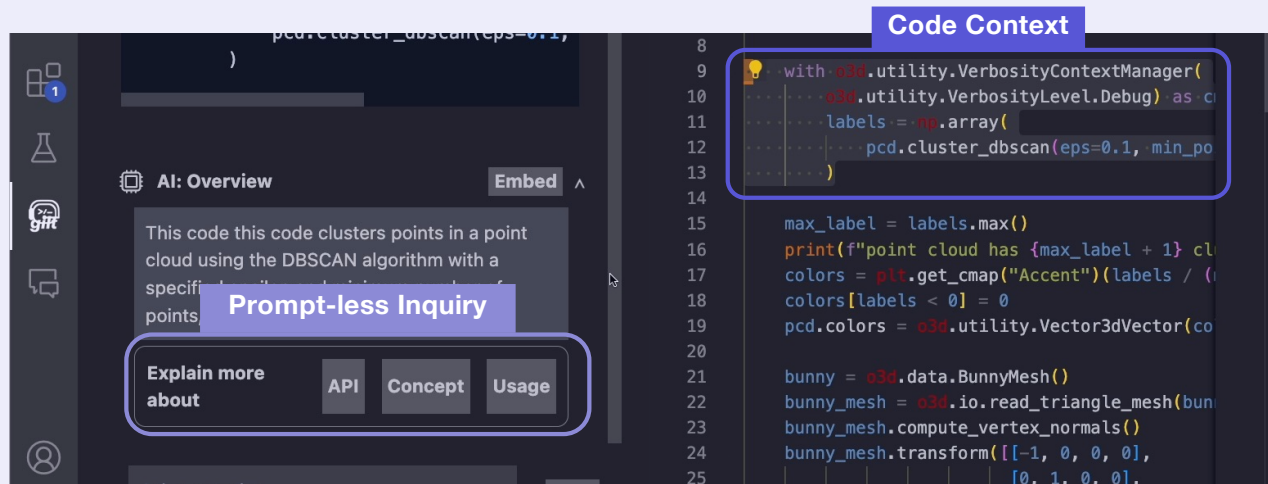 Code Context
pcd.cluster_dbscan(eps=0.1,
)
1
AI: Overview
Embed
This code this code clusters points in a point
cloud using the DBSCAN algorithm with a
points,
Prompt-less Inquiry
Explain more
about
API
Concept
Usage
8
9 with o3d.utility.VerbosityContextManager(
10 o3d.utility.VerbosityLevel.Debug) as
11 labels = np.array(
12 pcd.cluster_dbscan(eps=0.1, min_po
13 )
14
15 max_label = labels.max()
16 print(f"point cloud has {max_label + 1} cl
17 colors = plt.get_cmap("Accent")(labels / (
18 colors[labels < 0] = 0
19 pcd.colors = o3d.utility.Vector3dVector(co
20
21 bunny = o3d.data.BunnyMesh()
22 bunny_mesh = o3d.io.read_triangle_mesh(bun
23 bunny_mesh.compute_vertex_normals()
24 bunny_mesh.transform([[-1, 0, 0, 0],
25 [0, 1, 0, 0],